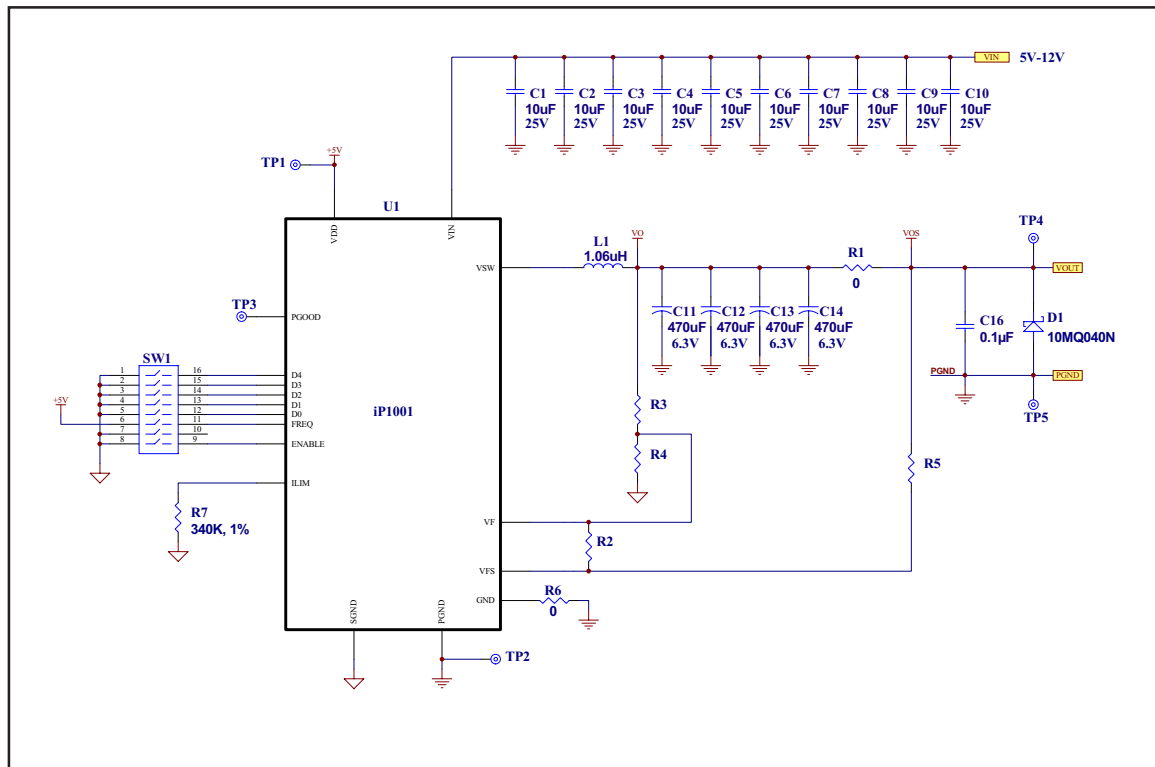 VIN 5V-12V
C1 C2 C3 C4 C5 C6 C7 C8 C9 C10
10uF 10uF 10uF 10uF 10uF 10uF 10uF 10uF 10uF 10uF
25V 25V 25V 25V 25V 25V 25V 25V 25V 25V
+5V
TP1
U1
VDD
VIN
TP4
VO
VOS
L1
1.06uH
R1
0
VSW
VOUT
TP3
PGOOD
C11 C12 C13 C14
470uF 470uF 470uF 470uF
6.3V 6.3V 6.3V 6.3V
C16
0.1µF
D1
10MQ040N
PGND
PGND
TP5
SW1
1 16 D4
2 15 D3
3 14 D2
4 13 D1
5 12 D0
+5V
6 11 FREQ
7 10
8 9 ENABLE
iP1001
R3
R4
R5
ILIM
R7
340K, 1%
VF
R2
VFS
GND
R6
0
SGND
PGND
TP2